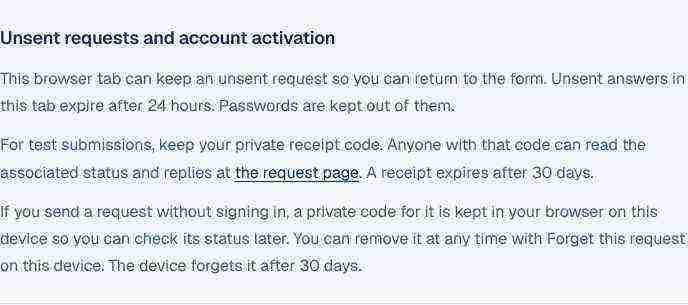 Unsent requests and account activation
This browser tab can keep an unsent request so you can return to the form. Unsent answers in
this tab expire after 24 hours. Passwords are kept out of them.
For test submissions, keep your private receipt code. Anyone with that code can read the
associated status and replies at the request page. A receipt expires after 30 days.
If you send a request without signing in, a private code for it is kept in your browser on this
device so you can check its status later. You can remove it at any time with Forget this request
on this device. The device forgets it after 30 days.